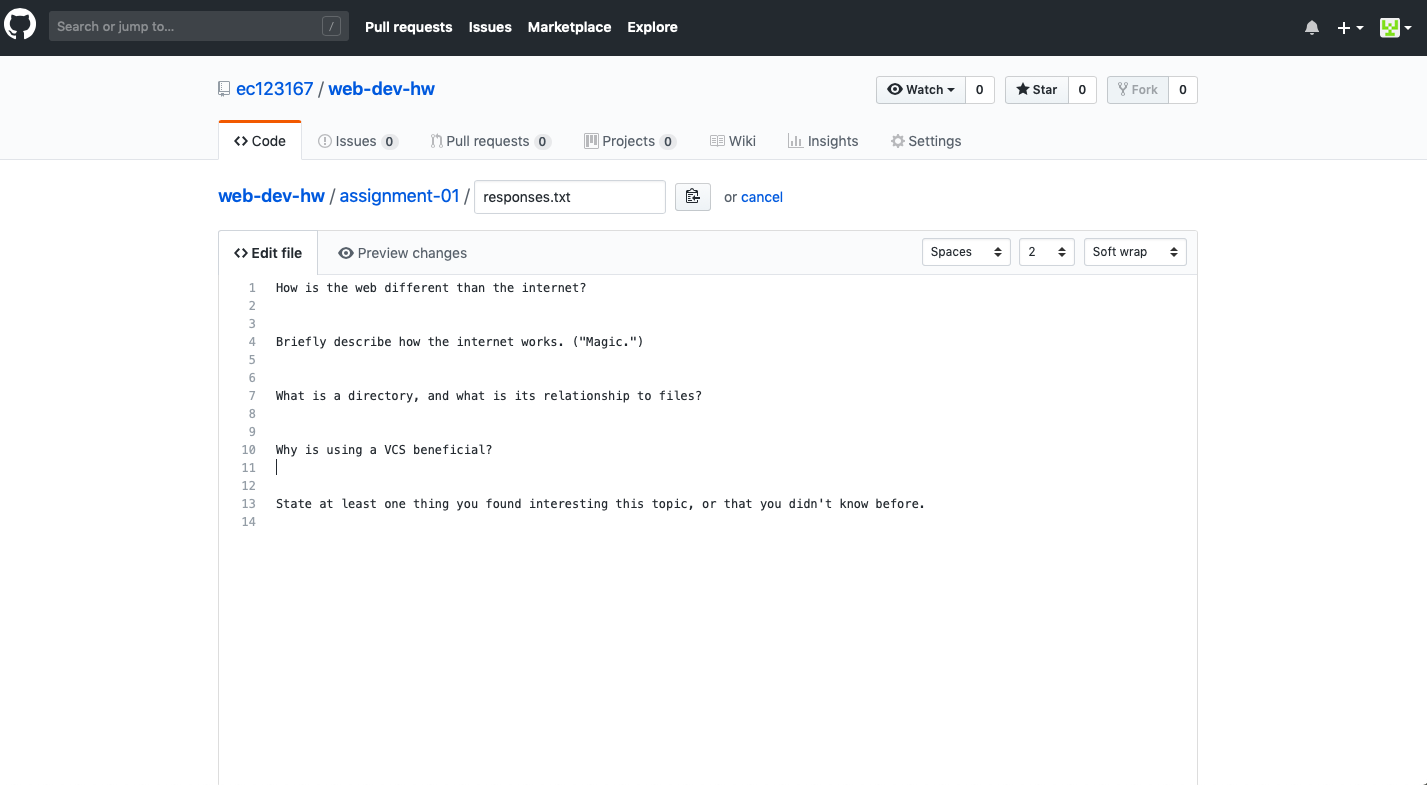 Search or jump to... /
Pull requests Issues Marketplace Explore
ec123167 / web-dev-hw
Watch 0 Star 0 Fork 0
Code Issues 0 Pull requests 0 Projects 0 Wiki Insights Settings
web-dev-hw / assignment-01 / responses.txt or cancel
Edit file Preview changes Spaces 2 Soft wrap
1 How is the web different than the internet?
2
3
4 Briefly describe how the internet works. ("Magic.")
5
6
7 What is a directory, and what is its relationship to files?
8
9
10 Why is using a VCS beneficial?
11
12
13 State at least one thing you found interesting this topic, or that you didn't know before.
14